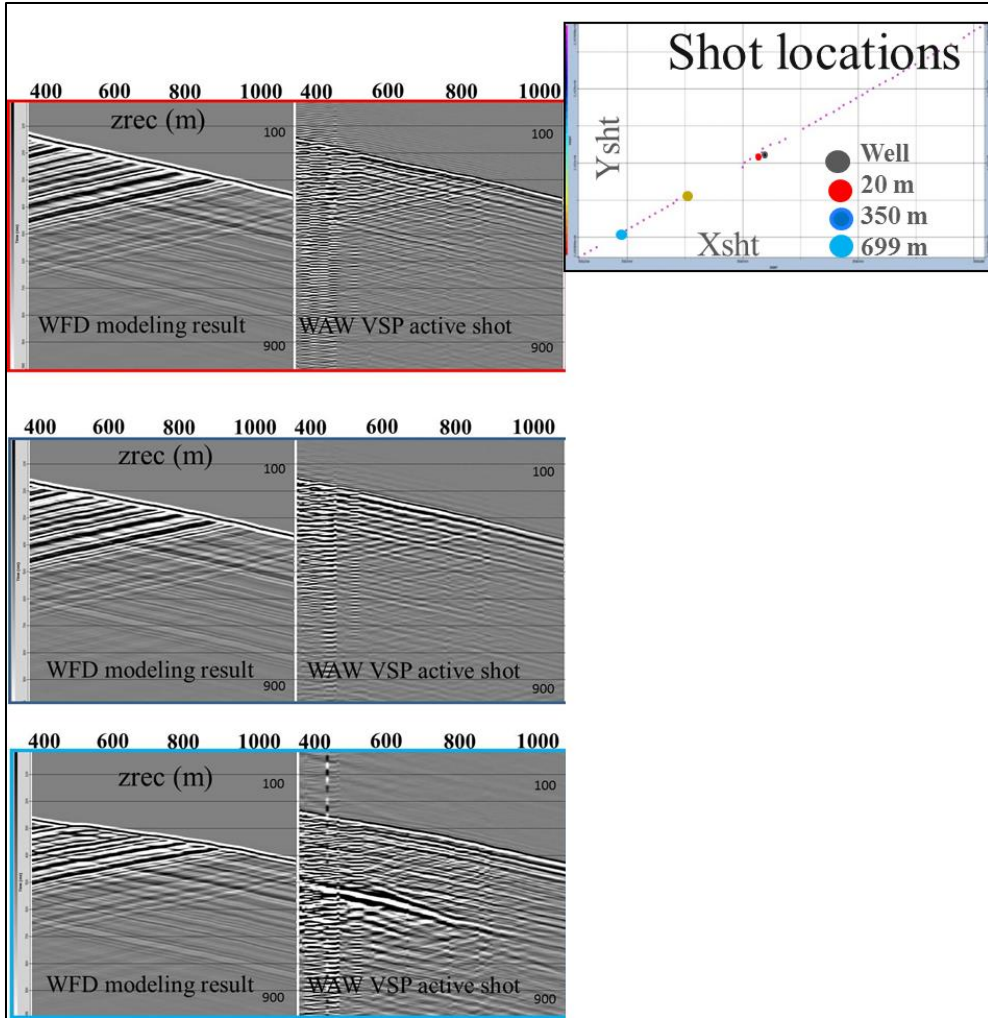 400 600 800 1000 400 600 800 1000
zrec (m)
100
100
WFD modeling result
WAW VSP active shot
900
900
Shot locations
Ysht
Xsht
Well
20 m
350 m
699 m
400 600 800 1000 400 600 800 1000
zrec (m)
100
100
WFD modeling result
WAW VSP active shot
900
900
400 600 800 1000 400 600 800 1000
zrec (m)
100
100
WFD modeling result
WAW VSP active shot
900
900